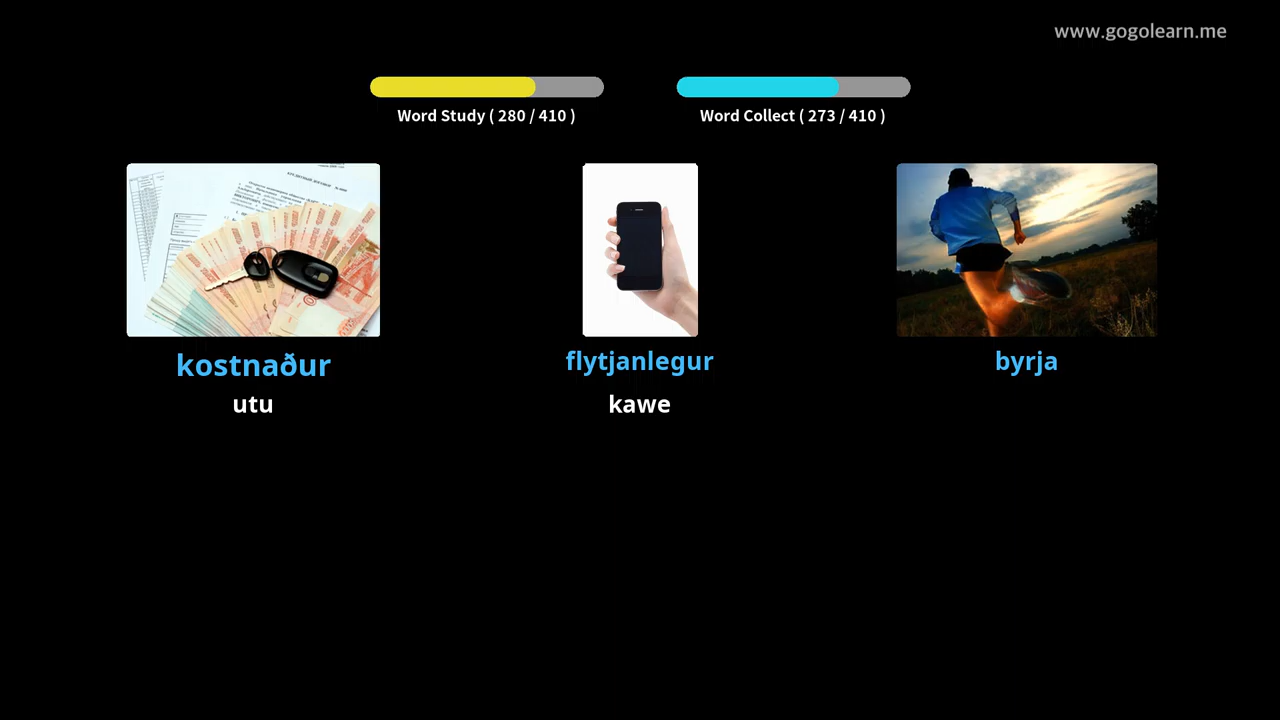 www.gogolearn.me
Word Study ( 280 / 410 )
Word Collect ( 273 / 410 )
kostnaður
flytjanlegur
byrja
utu
kawe